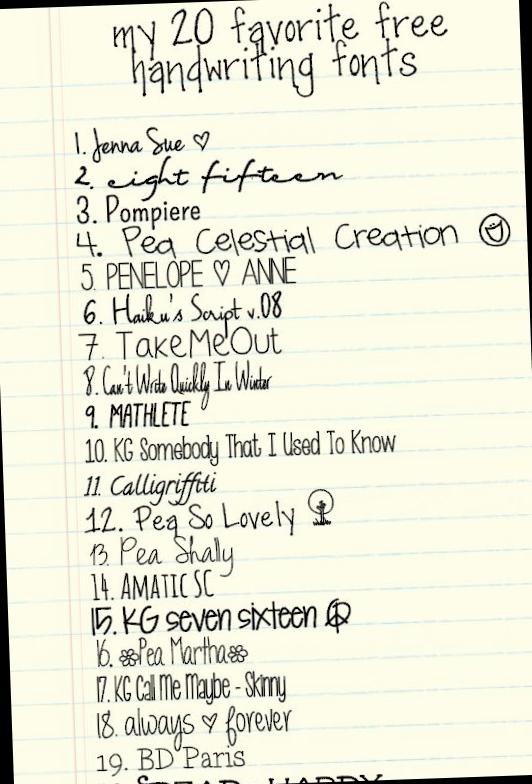 my 20 favorite free
handwriting fonts
1. Jenna Sue ♡
2. eight fifteen
3. Pompiere
4. Pea Celestial Creation
5. PENELOPE ♡ ANNE
6. Haiku's Script v.08
7. TakeMeOut
8. Can't Write Quickly In Winter
9. MATHLETE
10. KG Somebody That I Used To Know
11. Calligriffiti
12. Pea So Lovely
13. Pea Shally
14. AMATIC SC
15. KG seven sixteen
16. Pea Martha
17. KG Call Me Maybe - Skinny
18. always ♡ forever
19. BD Paris